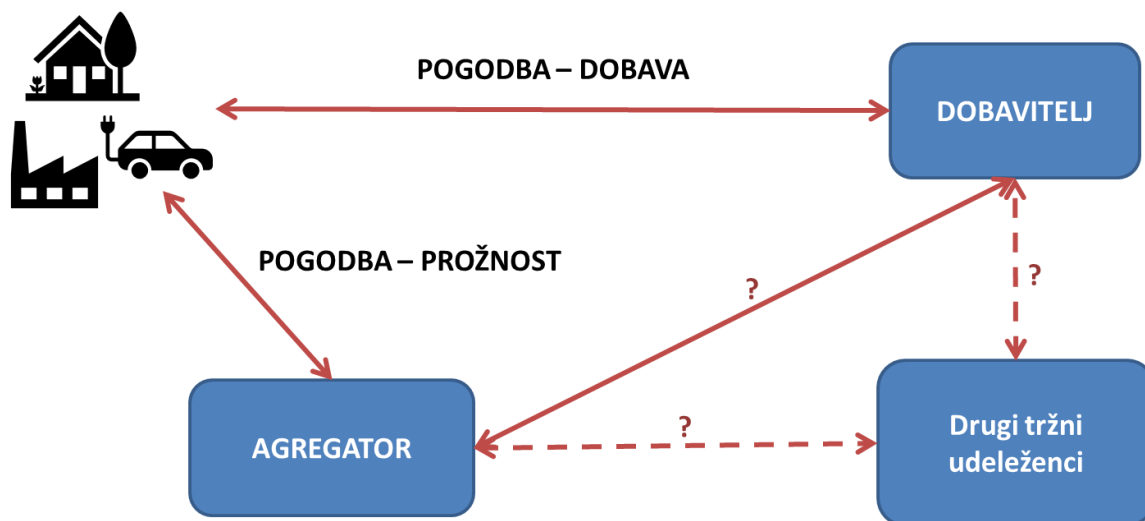 POGODBA – DOBAVA
DOBAVITELJ
POGODBA – PROŽNOST
?
?
?
AGREGATOR
Drugi tržni
udeleženci